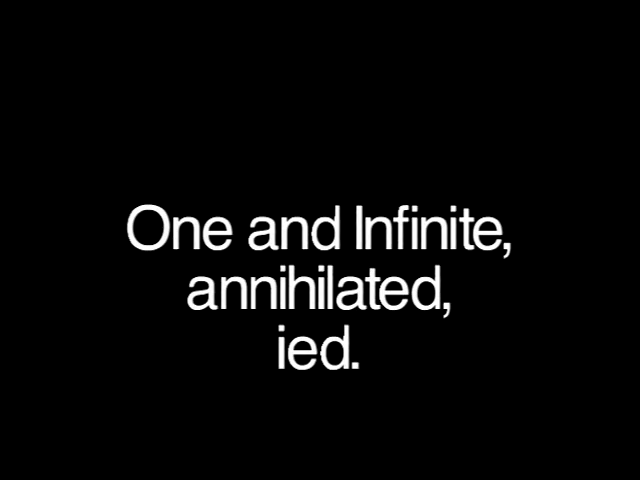 One and Infinite,
annihilated,
ied.